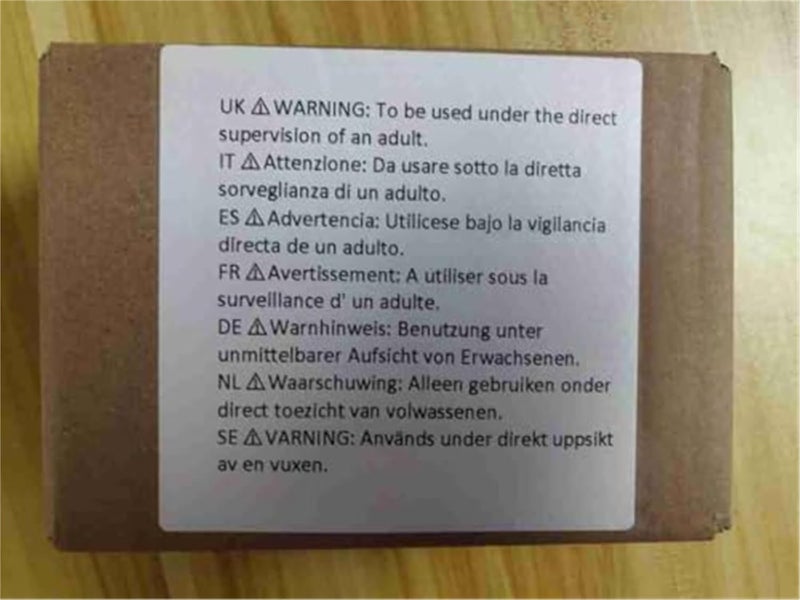 UK ⚠ WARNING: To be used under the direct
supervision of an adult.
IT ⚠ Attenzione: Da usare sotto la diretta
sorveglianza di un adulto.
ES ⚠ Advertencia: Utilicese bajo la vigilancia
directa de un adulto.
FR ⚠ Avertissement: A utiliser sous la
surveillance d' un adulte.
DE ⚠ Warnhinweis: Benutzung unter
unmittelbarer Aufsicht von Erwachsenen.
NL ⚠ Waarschuwing: Alleen gebruiken onder
direct toezicht van volwassenen.
SE ⚠ VARNING: Används under direkt uppsikt
av en vuxen.